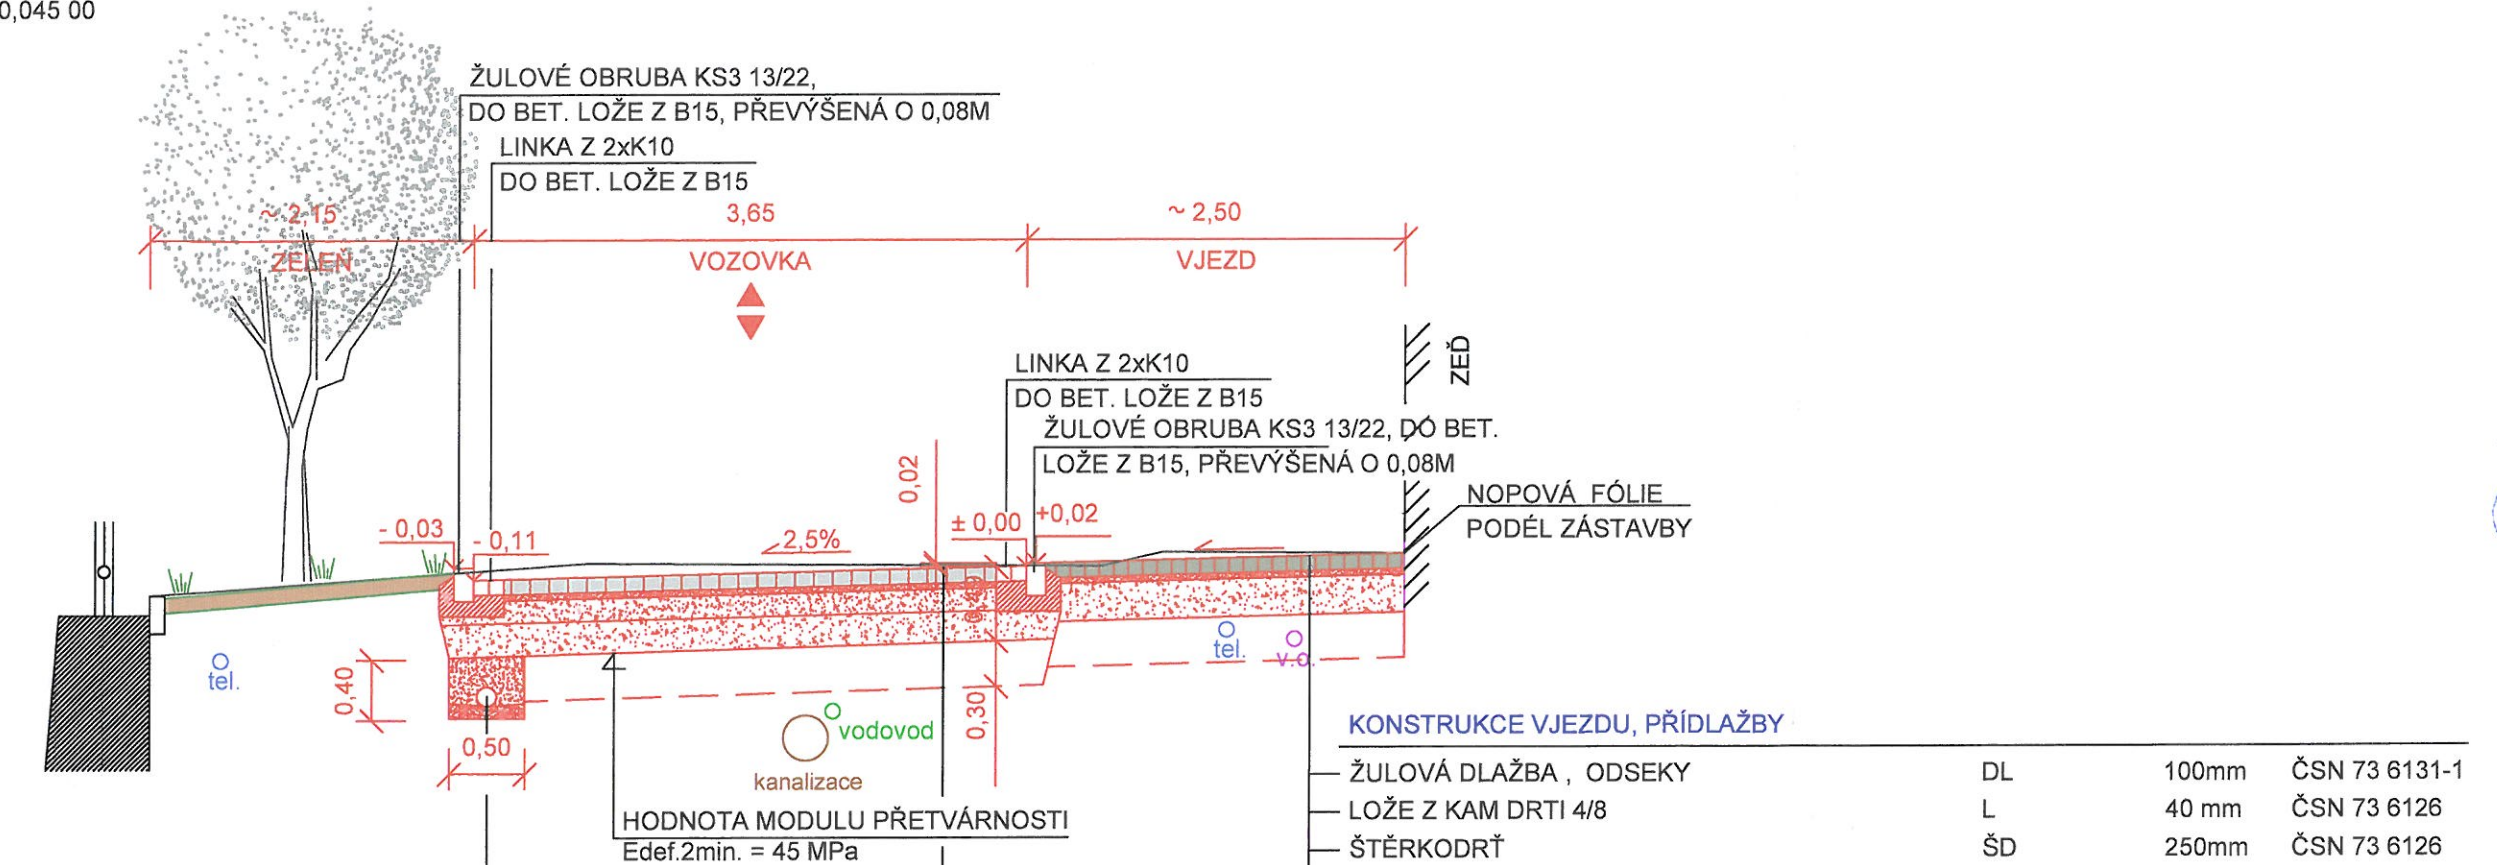 0,045 00
ŽULOVÉ OBRUBA KS3 13/22,
DO BET. LOŽE Z B15, PŘEVÝŠENÁ O 0,08M
LINKA Z 2xK10
DO BET. LOŽE Z B15
~ 2,15
3,65
~ 2,50
ZELEŇ
VOZOVKA
VJEZD
ZEĎ
LINKA Z 2xK10
DO BET. LOŽE Z B15
ŽULOVÉ OBRUBA KS3 13/22, DO BET.
LOŽE Z B15, PŘEVÝŠENÁ O 0,08M
0,02
NOPOVÁ FÓLIE
PODÉL ZÁSTAVBY
- 0,03
- 0,11
2,5%
± 0,00
+0,02
tel.
tel.
v.o.
0,40
0,50
0,30
vodovod
kanalizace
HODNOTA MODULU PŘETVÁRNOSTI
Edef.2min. = 45 MPa
KONSTRUKCE VJEZDU, PŘÍDLAŽBY
ŽULOVÁ DLAŽBA , ODSEKY DL 100mm ČSN 73 6131-1
LOŽE Z KAM DRTI 4/8 L 40 mm ČSN 73 6126
ŠTĚRKODRŤ ŠD 250mm ČSN 73 6126